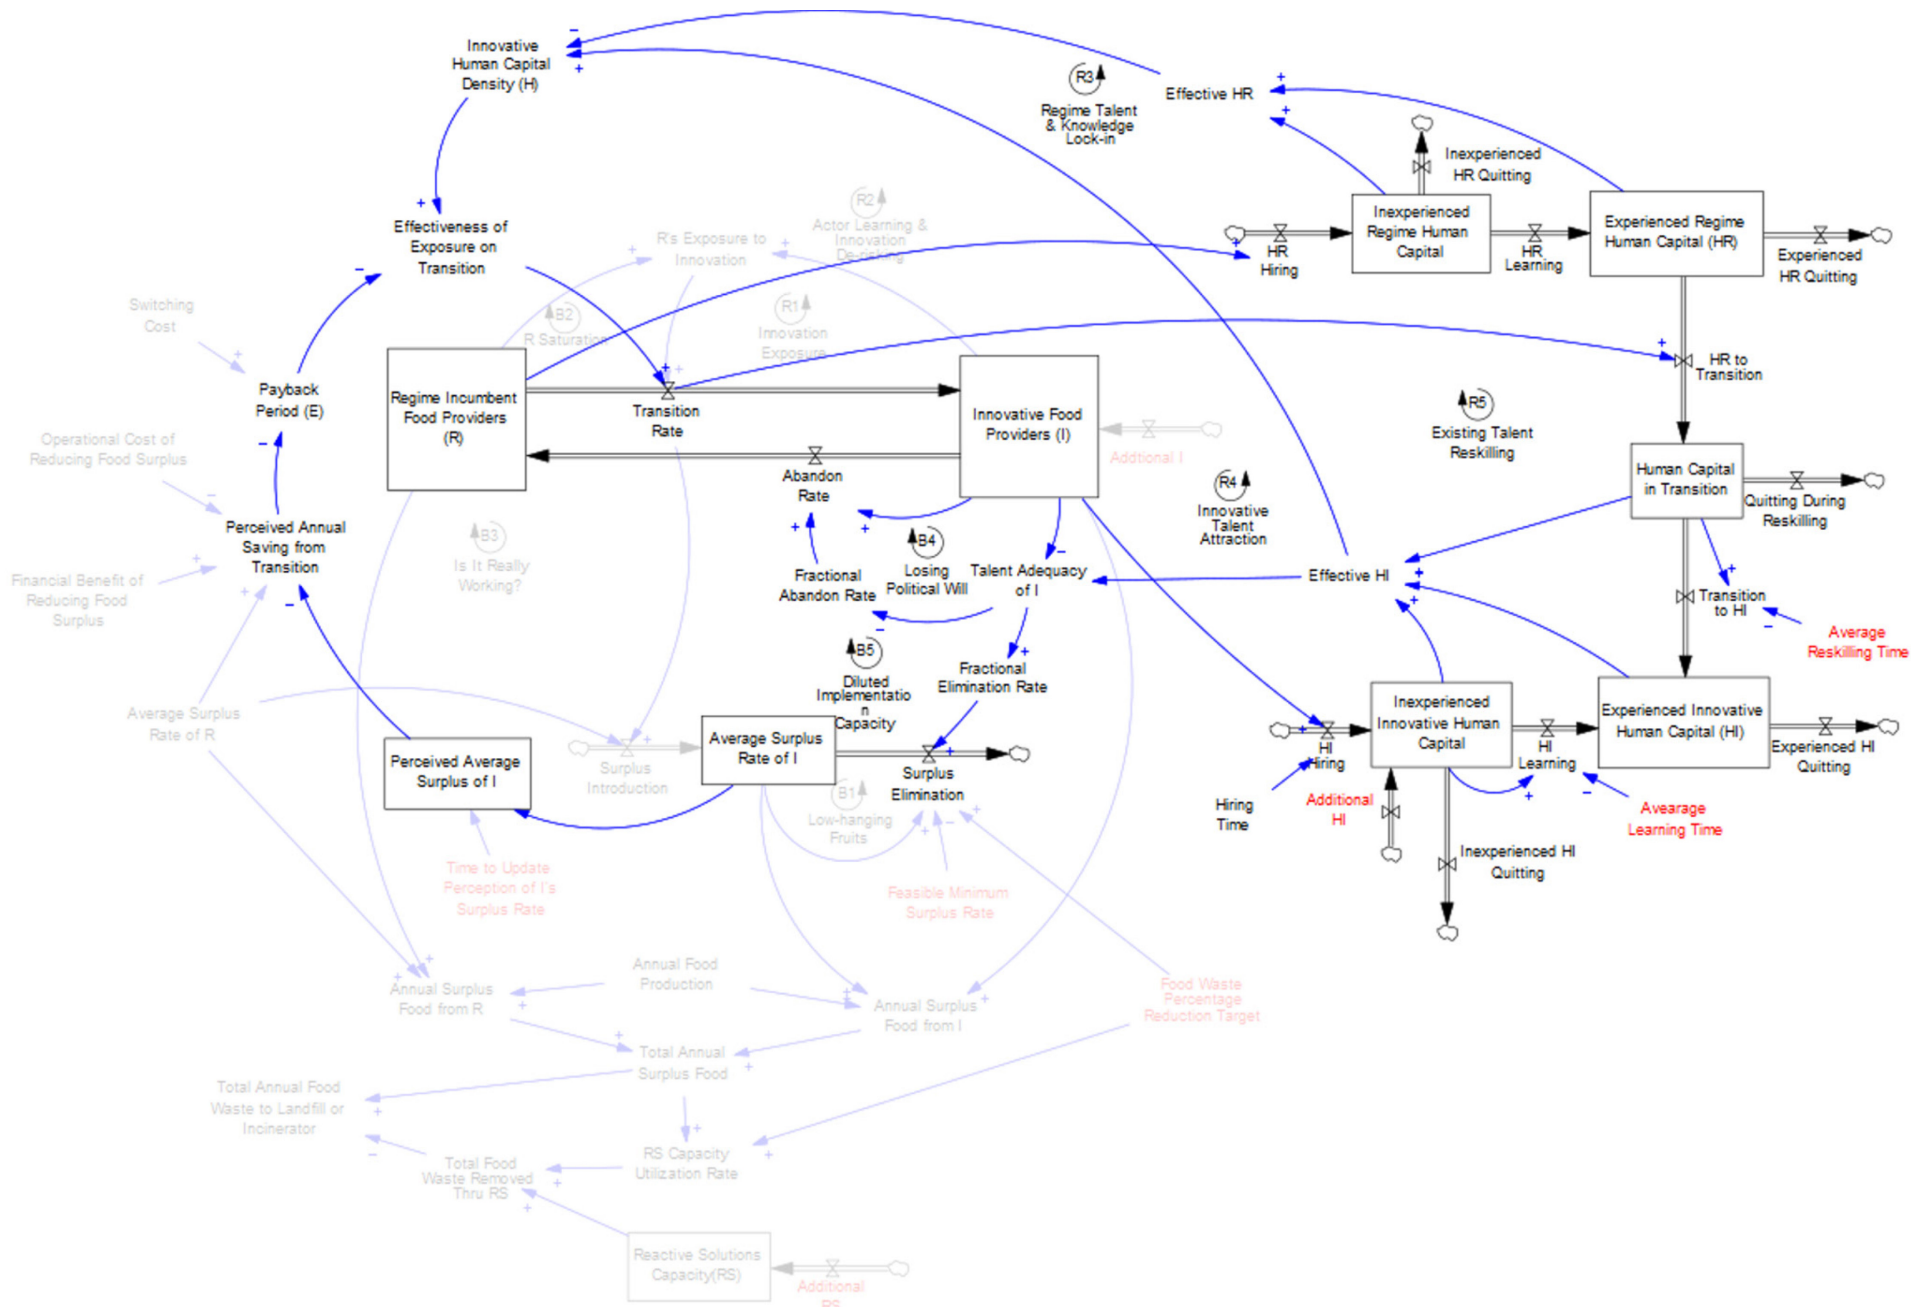 Innovative
Human Capital
Density (H)
R3
Regime Talent
& Knowledge
Lock-in
Effective HR
Inexperienced
HR Quitting
Inexperienced
Regime Human
Capital
Experienced Regime
Human Capital (HR)
HR
Hiring
HR
Learning
Experienced
HR Quitting
Effectiveness of
Exposure on
Transition
R's Exposure to
Innovation
R2
Actor Learning &
Innovation
De-risking
Switching
Cost
B2
R Saturation
R1
Innovation
Exposure
Payback
Period (E)
Regime Incumbent
Food Providers
(R)
Transition
Rate
Innovative Food
Providers (I)
Addtional I
HR to
Transition
R5
Existing Talent
Reskilling
Operational Cost of
Reducing Food Surplus
Abandon
Rate
R4
Innovative
Talent
Attraction
Human Capital
in Transition
Quitting During
Reskilling
Perceived Annual
Saving from
Transition
B3
Is It Really
Working?
B4
Losing
Political Will
Fractional
Abandon Rate
Talent Adequacy
of I
Effective HI
Transition
to HI
Average
Reskilling Time
Financial Benefit of
Reducing Food
Surplus
B5
Diluted
Implementatio
n
Capacity
Fractional
Elimination Rate
Average Surplus
Rate of R
Perceived Average
Surplus of I
Surplus
Introduction
Average Surplus
Rate of I
Surplus
Elimination
B1
Low-hanging
Fruits
Inexperienced
Innovative Human
Capital
Experienced Innovative
Human Capital (HI)
HI
Hiring
HI
Learning
Experienced HI
Quitting
Hiring
Time
Additional
HI
Avearage
Learning Time
Inexperienced HI
Quitting
Time to Update
Perception of I's
Surplus Rate
Feasible Minimum
Surplus Rate
Annual Surplus
Food from R
Annual Food
Production
Annual Surplus
Food from I
Food Waste
Percentage
Reduction Target
Total Annual
Surplus Food
Total Annual Food
Waste to Landfill or
Incinerator
Total Food
Waste Removed
Thru RS
RS Capacity
Utilization Rate
Reactive Solutions
Capacity(RS)
Additional
RS